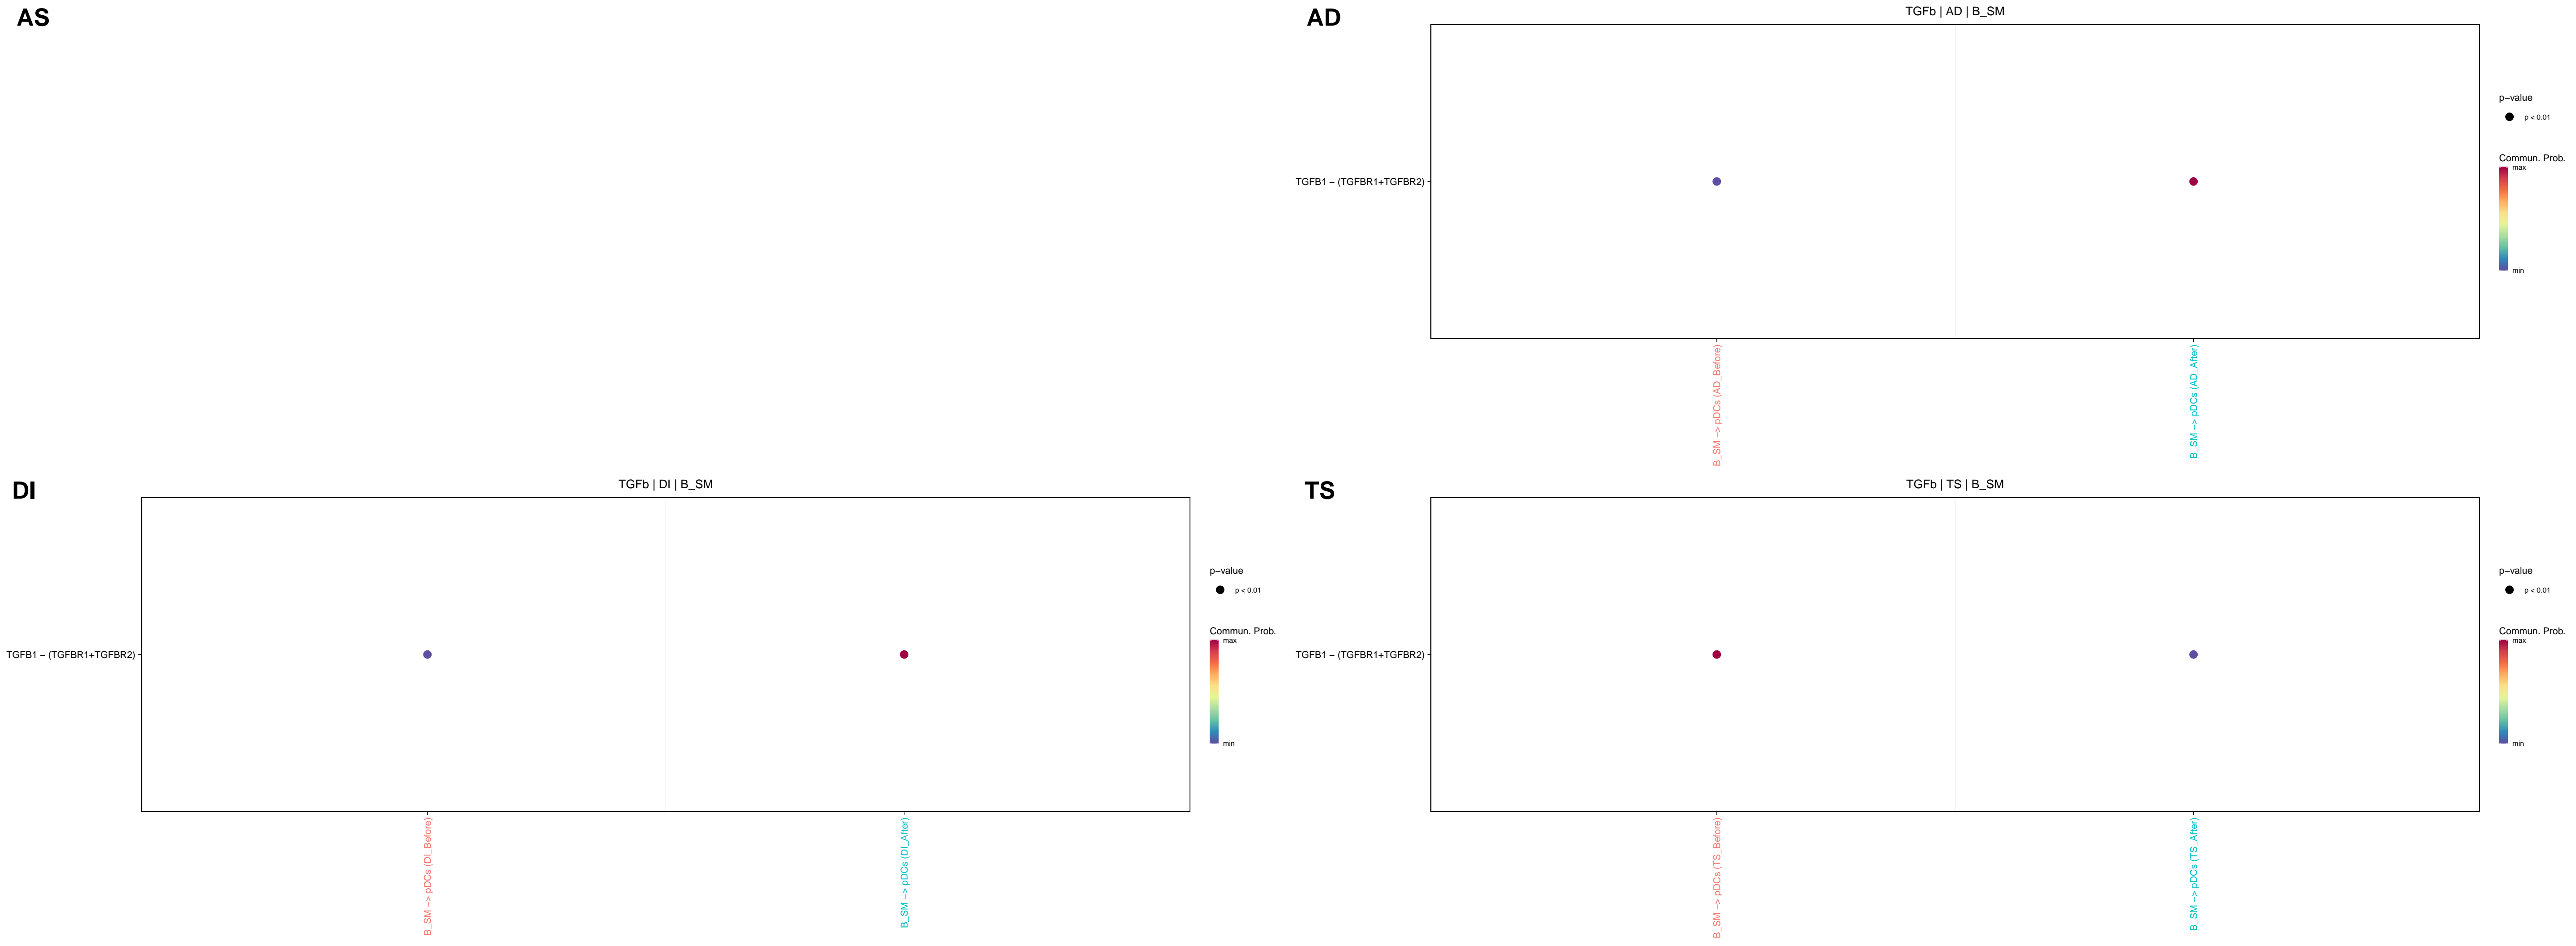 AS
AD
TGFb | AD | B_SM
TGFB1 − (TGFBR1+TGFBR2)
B_SM −> pDCs (AD_Before)
B_SM −> pDCs (AD_After)
p−value
p < 0.01
Commun. Prob.
max
min
DI
TGFb | DI | B_SM
TGFB1 − (TGFBR1+TGFBR2)
B_SM −> pDCs (DI_Before)
B_SM −> pDCs (DI_After)
p−value
p < 0.01
Commun. Prob.
max
min
TS
TGFb | TS | B_SM
TGFB1 − (TGFBR1+TGFBR2)
B_SM −> pDCs (TS_Before)
B_SM −> pDCs (TS_After)
p−value
p < 0.01
Commun. Prob.
max
min